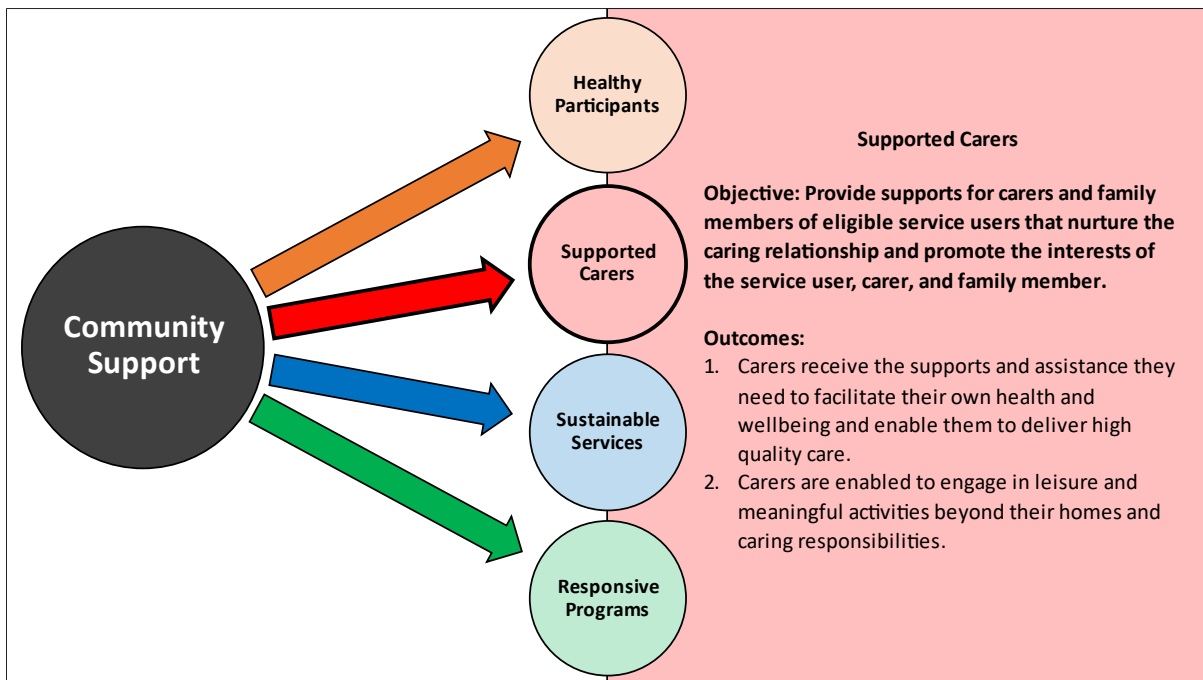 Community
Support
Healthy
Participants
Supported
Carers
Sustainable
Services
Responsive
Programs
Supported Carers
Objective: Provide supports for carers and family
members of eligible service users that nurture the
caring relationship and promote the interests of
the service user, carer, and family member.
Outcomes:
1. Carers receive the supports and assistance they
need to facilitate their own health and
wellbeing and enable them to deliver high
quality care.
2. Carers are enabled to engage in leisure and
meaningful activities beyond their homes and
caring responsibilities.